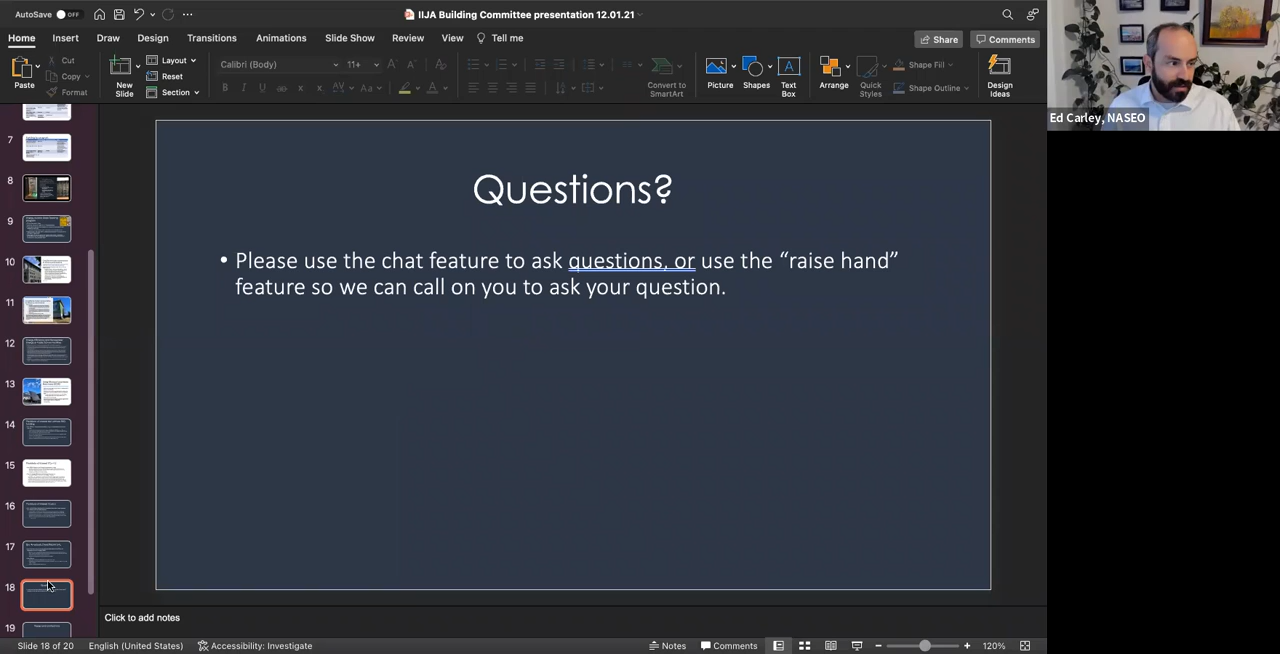 AutoSave OFF
IIJA Building Committee presentation 12.01.21
Home Insert Draw Design Transitions Animations Slide Show Review View Tell me
Share Comments
Paste
Cut
Copy
Format
New Slide
Layout
Reset
Section
Calibri (Body) 11+
Convert to SmartArt
Picture
Shapes
Text Box
Arrange
Quick Styles
Shape Fill
Shape Outline
Design Ideas
Ed Carley, NASEO
7
8
9
10
11
12
13
14
15
16
17
18
19
Questions?
• Please use the chat feature to ask questions, or use the “raise hand”
feature so we can call on you to ask your question.
Click to add notes
Slide 18 of 20 English (United States) Accessibility: Investigate Notes Comments 120%